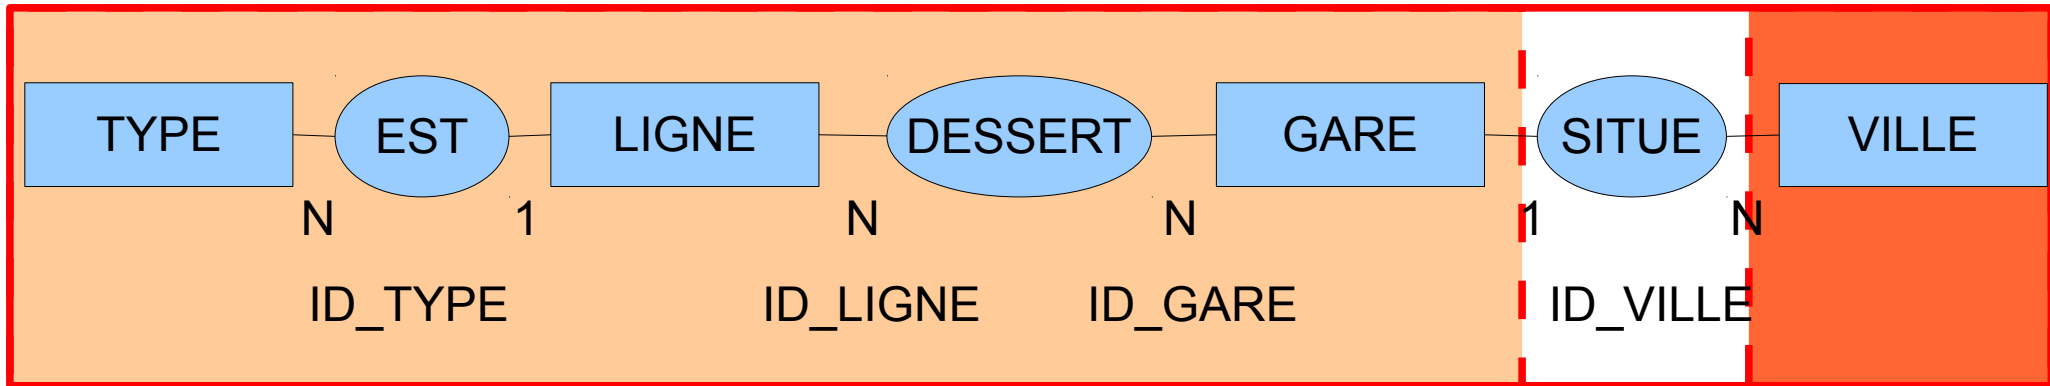 TYPE EST LIGNE DESSERT GARE SITUE VILLE
N 1 N N 1 N
ID_TYPE ID_LIGNE ID_GARE ID_VILLE